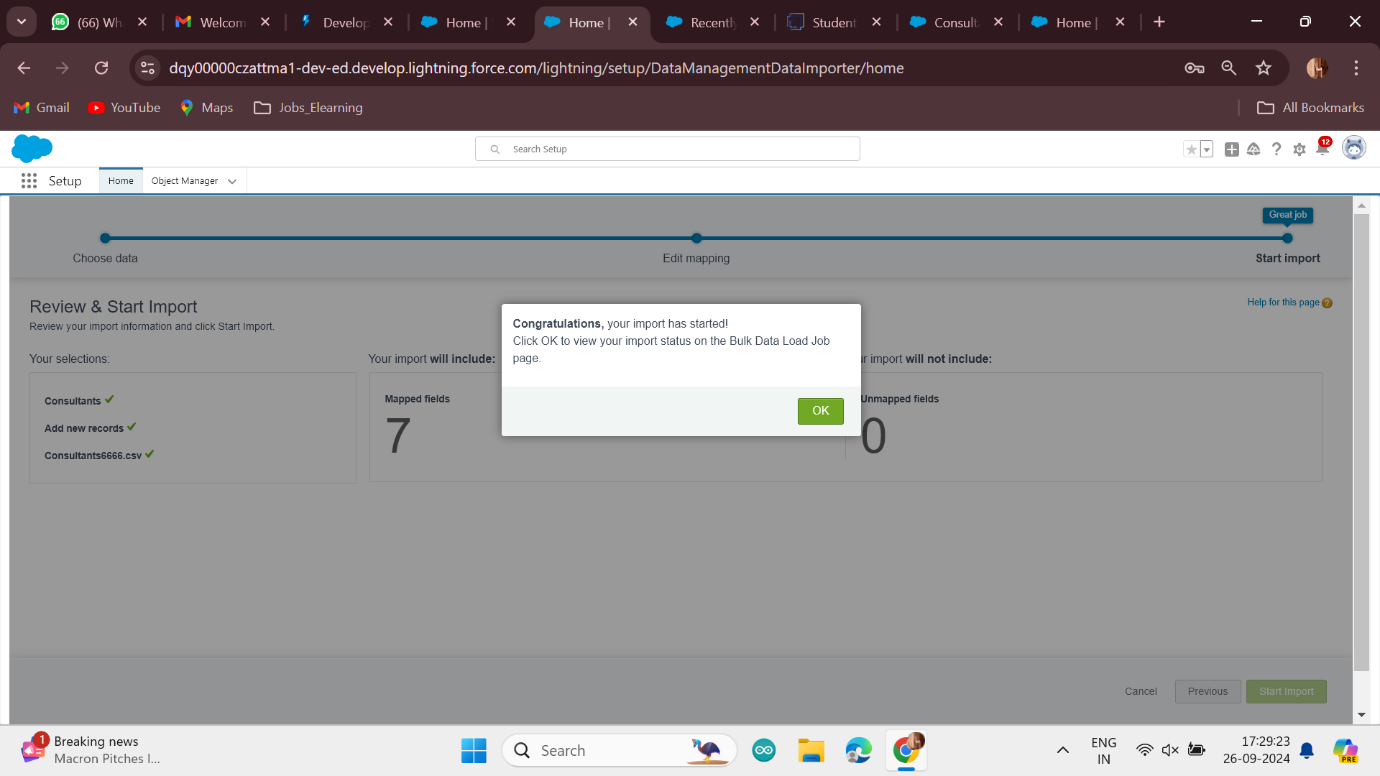 (66) Wh
Welcom
Develop
Home |
Home |
Recently
Student
Consult
Home |
dqy00000czattma1-dev-ed.develop.lightning.force.com/lightning/setup/DataManagementDataImporter/home
Gmail
YouTube
Maps
Jobs_Elearning
All Bookmarks
Search Setup
12
Setup
Home
Object Manager
Great job
Choose data
Edit mapping
Start import
Review & Start Import
Help for this page
Review your import information and click Start Import.
Your selections:
Your import will include:
import will not include:
Consultants
Add new records
Consultants6666.csv
Mapped fields
7
Unmapped fields
0
Congratulations, your import has started!
Click OK to view your import status on the Bulk Data Load Job
page.
OK
Cancel
Previous
Start Import
1
Breaking news
Macron Pitches I...
Search
ENG
IN
17:29:23
26-09-2024
PRE